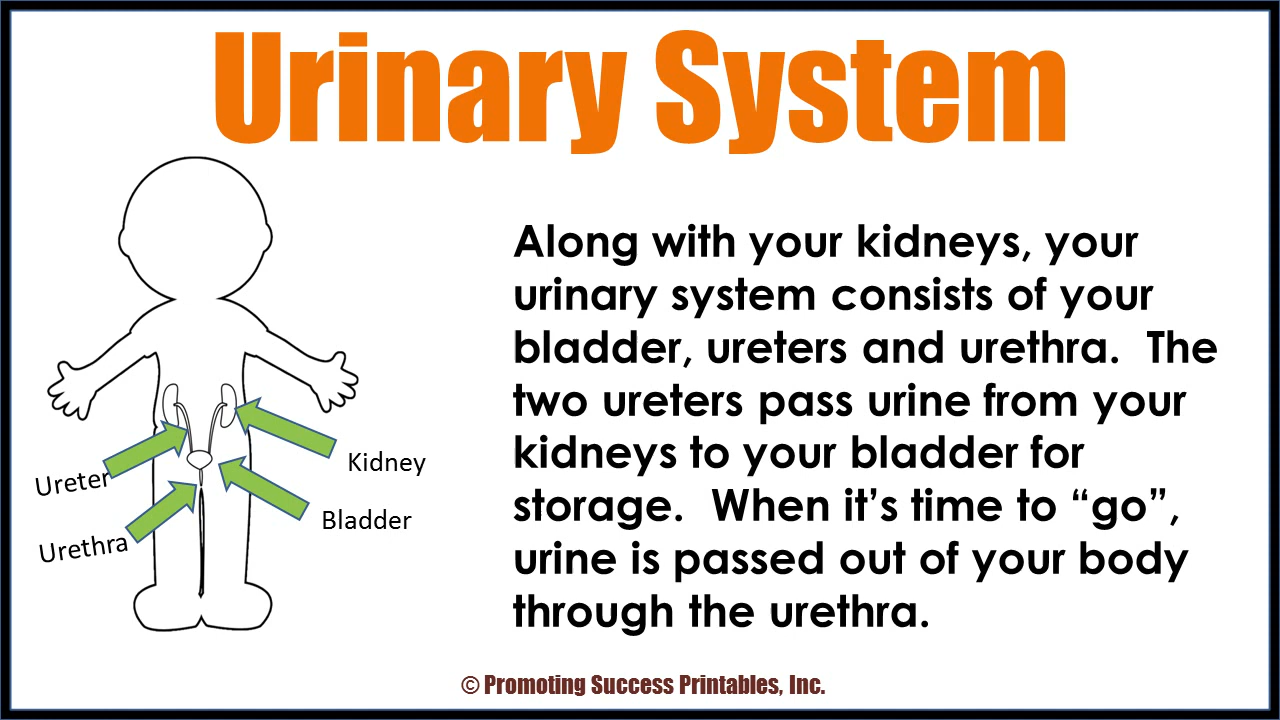 Urinary System
Along with your kidneys, your
urinary system consists of your
bladder, ureters and urethra.  The
two ureters pass urine from your
kidneys to your bladder for
storage.  When it’s time to “go”,
urine is passed out of your body
through the urethra.
Ureter
Kidney
Urethra
Bladder
© Promoting Success Printables, Inc.